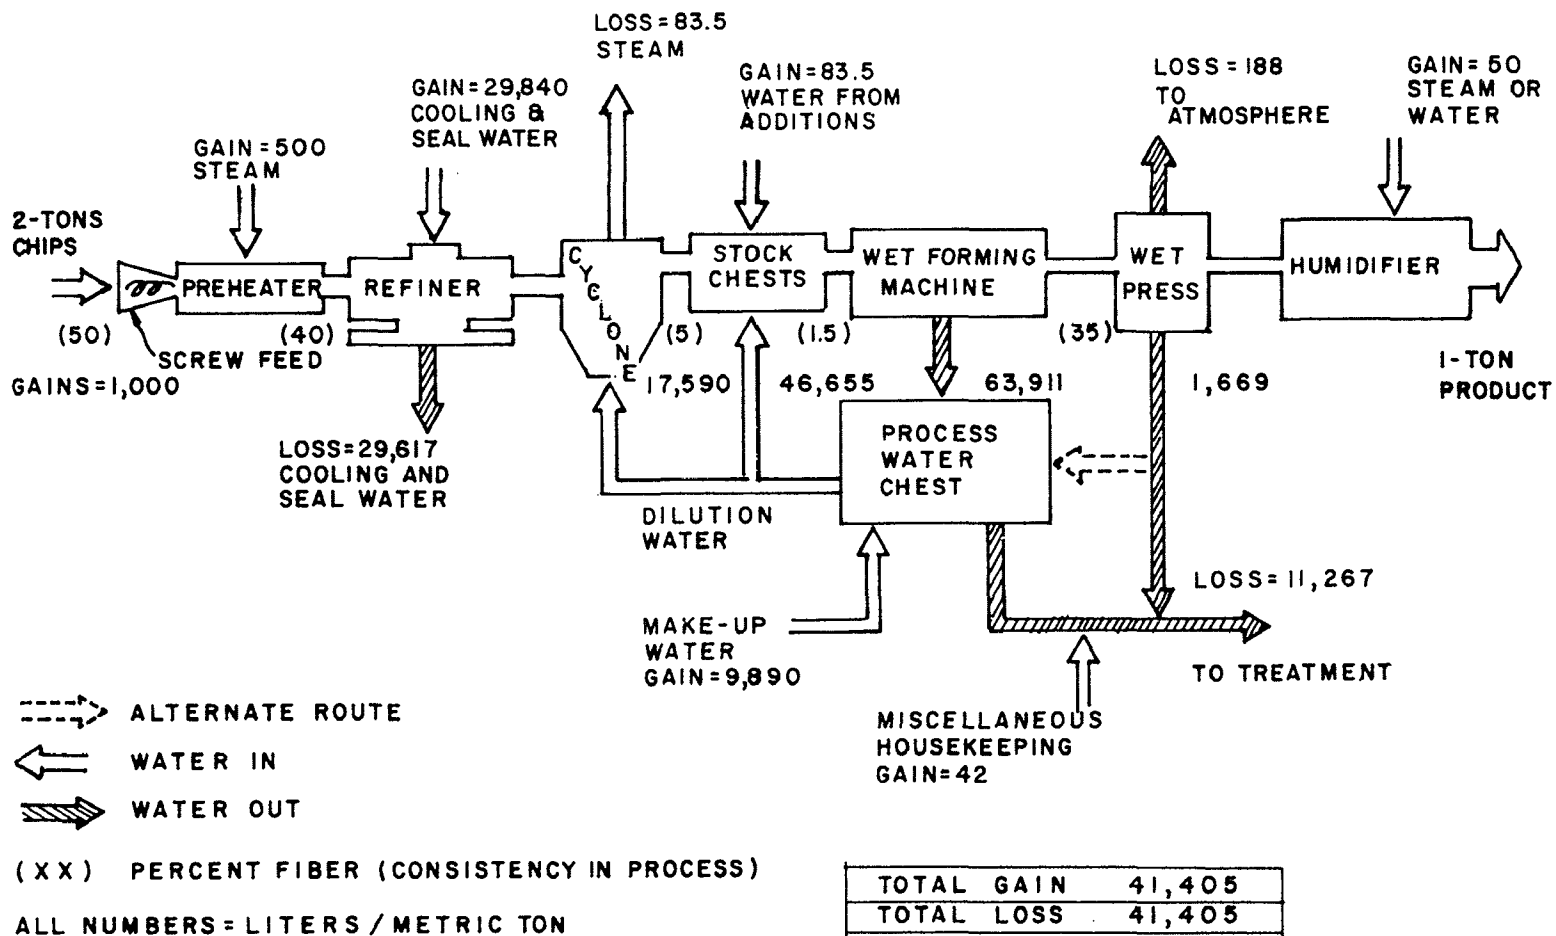 LOSS=83.5
STEAM
GAIN=83.5
WATER FROM
ADDITIONS
LOSS=188
TO
ATMOSPHERE
GAIN=50
STEAM OR
WATER
GAIN=29,840
COOLING &
SEAL WATER
GAIN=500
STEAM
2-TONS
CHIPS
PREHEATER
REFINER
CYCLONE
STOCK
CHESTS
WET FORMING
MACHINE
WET
PRESS
HUMIDIFIER
(50)
(40)
(5)
(1.5)
(35)
SCREW FEED
GAINS=1,000
17,590
46,655
63,911
1,669
1-TON
PRODUCT
LOSS=29,617
COOLING AND
SEAL WATER
PROCESS
WATER
CHEST
DILUTION
WATER
LOSS=11,267
MAKE-UP
WATER
GAIN=9,890
TO TREATMENT
MISCELLANEOUS
HOUSEKEEPING
GAIN=42
ALTERNATE ROUTE
WATER IN
WATER OUT
(XX) PERCENT FIBER (CONSISTENCY IN PROCESS)
ALL NUMBERS=LITERS/METRIC TON
TOTAL GAIN 41,405
TOTAL LOSS 41,405